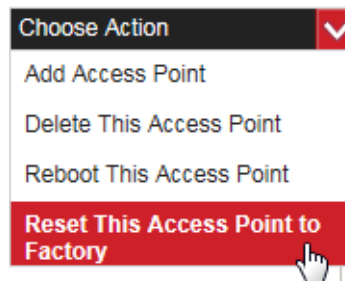 Choose Action
Add Access Point
Delete This Access Point
Reboot This Access Point
Reset This Access Point to
Factory